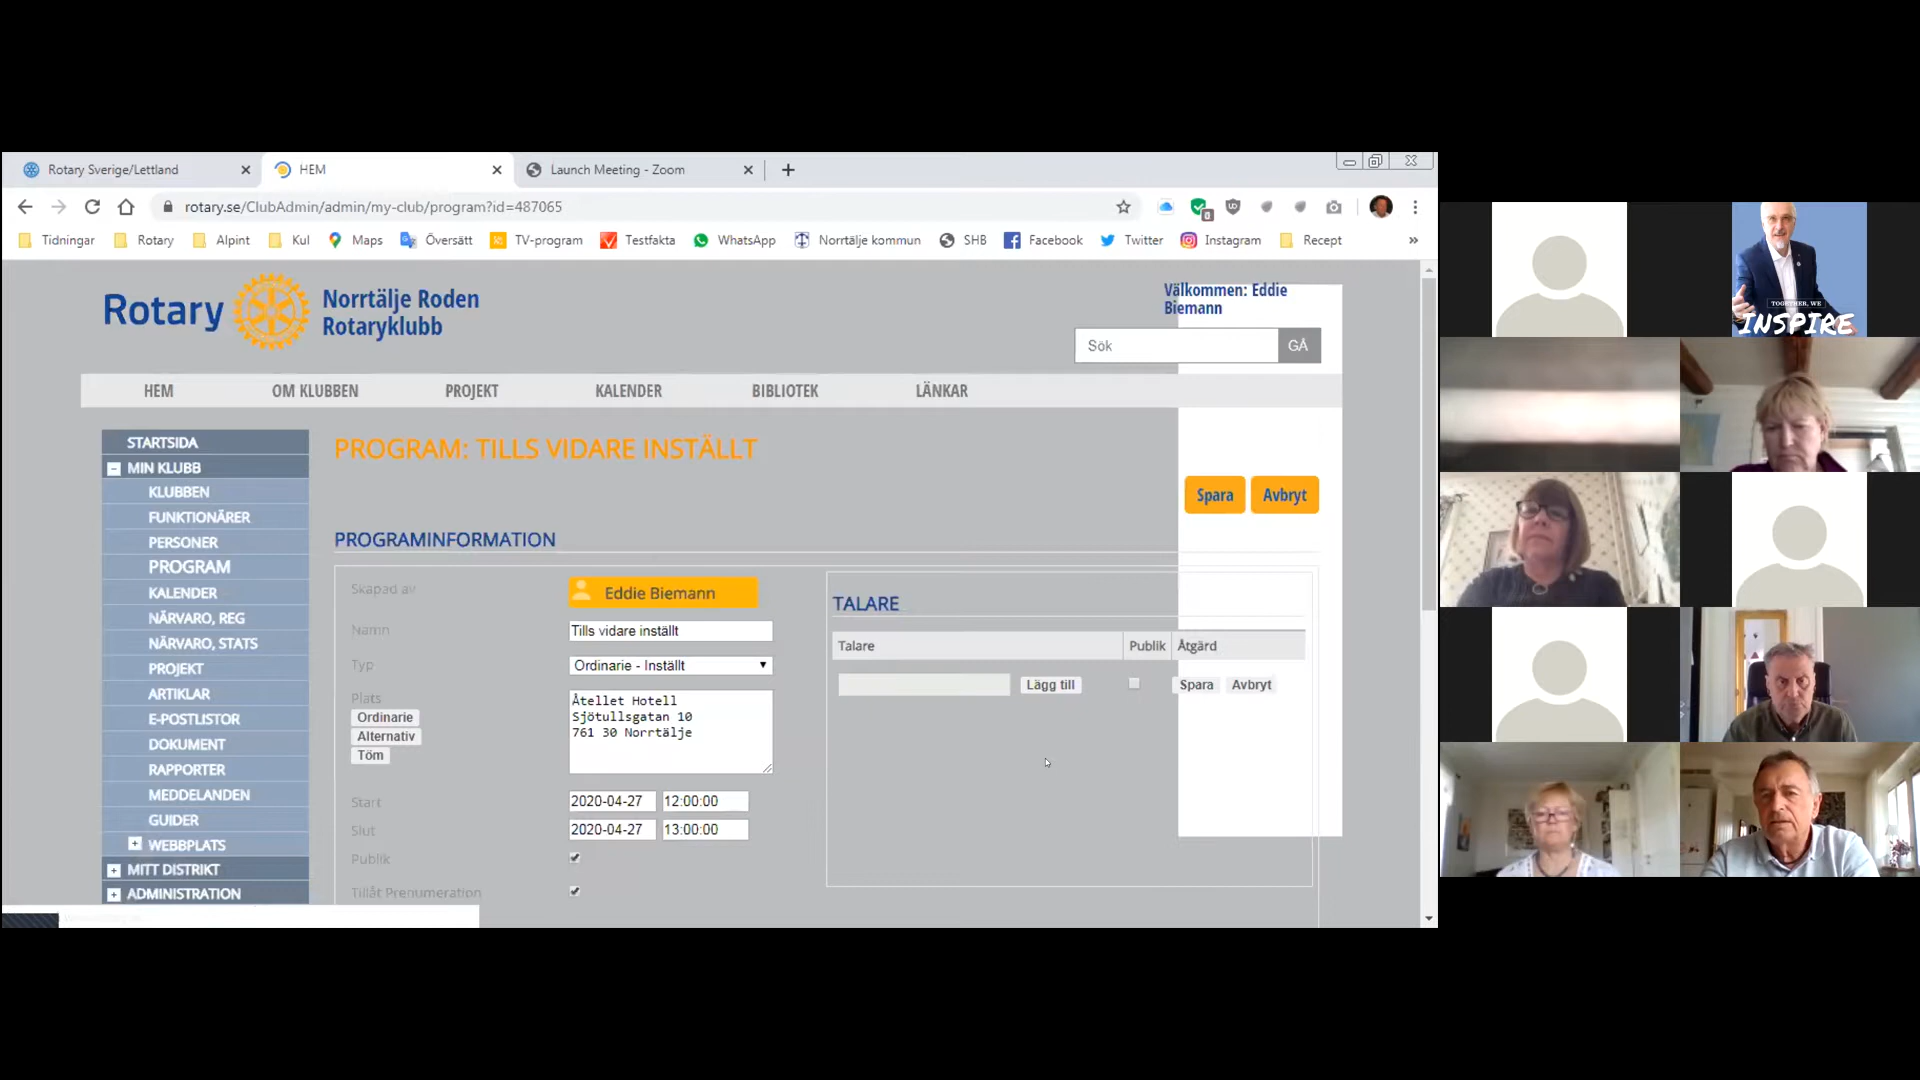 Rotary Sverige/Lettland
HEM
Launch Meeting - Zoom
rotary.se/ClubAdmin/admin/my-club/program?id=487065
Tidningar
Rotary
Alpint
Kul
Maps
Översätt
TV-program
Testfakta
WhatsApp
Norrtälje kommun
SHB
Facebook
Twitter
Instagram
Recept
Rotary
Norrtälje Roden
Rotaryklubb
Välkommen: Eddie
Biemann
Sök
GÅ
HEM
OM KLUBBEN
PROJEKT
KALENDER
BIBLIOTEK
LÄNKAR
STARTSIDA
MIN KLUBB
KLUBBEN
FUNKTIONÄRER
PERSONER
PROGRAM
KALENDER
NÄRVARO, REG
NÄRVARO, STATS
PROJEKT
ARTIKLAR
E-POSTLISTOR
DOKUMENT
RAPPORTER
MEDDELANDEN
GUIDER
WEBBPLATS
MITT DISTRIKT
ADMINISTRATION
PROGRAM: TILLS VIDARE INSTÄLLT
Spara
Avbryt
PROGRAMINFORMATION
Skapad av
Eddie Biemann
Namn
Tills vidare inställt
Typ
Ordinarie - Inställt
Plats
Ordinarie
Alternativ
Töm
Åtellet Hotell
Sjötullsgatan 10
761 30 Norrtälje
Start
2020-04-27
12:00:00
Slut
2020-04-27
13:00:00
Publik
Tillåt Prenumeration
TALARE
Talare
Publik
Åtgärd
Lägg till
Spara
Avbryt
TOGETHER, WE
INSPIRE